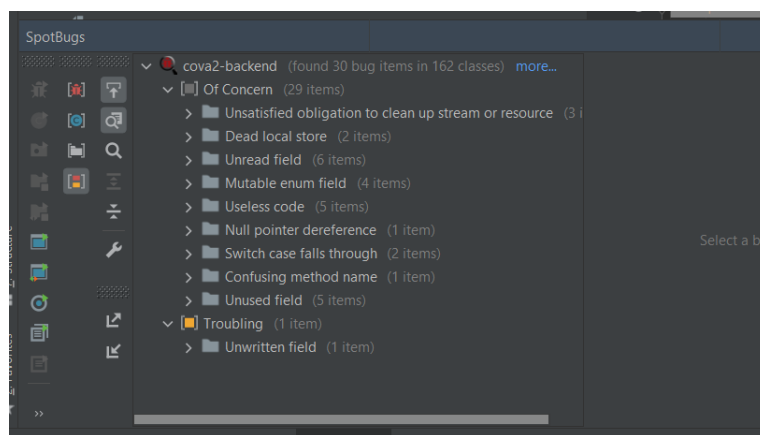 SpotBugs
cova2-backend (found 30 bug items in 162 classes) more...
Of Concern (29 items)
Unsatisfied obligation to clean up stream or resource (3 i
Dead local store (2 items)
Unread field (6 items)
Mutable enum field (4 items)
Useless code (5 items)
Null pointer dereference (1 item)
Switch case falls through (2 items)
Confusing method name (1 item)
Unused field (5 items)
Troubling (1 item)
Unwritten field (1 item)
Select a b
Structure
Favorites